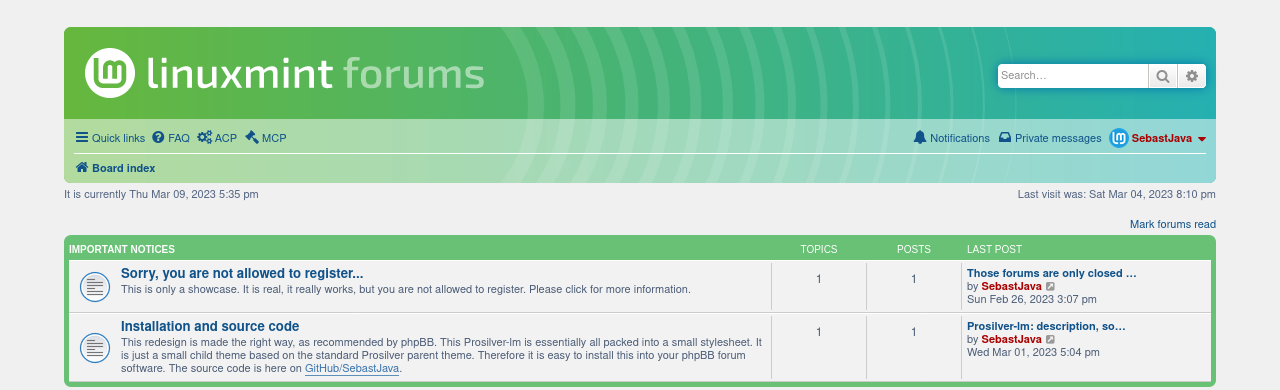 linuxmint forums
Search…
Quick links FAQ ACP MCP
Notifications Private messages SebastJava
Board index
It is currently Thu Mar 09, 2023 5:35 pm
Last visit was: Sat Mar 04, 2023 8:10 pm
Mark forums read
IMPORTANT NOTICES TOPICS POSTS LAST POST
Sorry, you are not allowed to register...
This is only a showcase. It is real, it really works, but you are not allowed to register. Please click for more information.
1
1
Those forums are only closed …
by SebastJava
Sun Feb 26, 2023 3:07 pm
Installation and source code
This redesign is made the right way, as recommended by phpBB. This Prosilver-lm is essentially all packed into a small stylesheet. It
is just a small child theme based on the standard Prosilver parent theme. Therefore it is easy to install this into your phpBB forum
software. The source code is here on GitHub/SebastJava.
1
1
Prosilver-lm: description, so…
by SebastJava
Wed Mar 01, 2023 5:04 pm